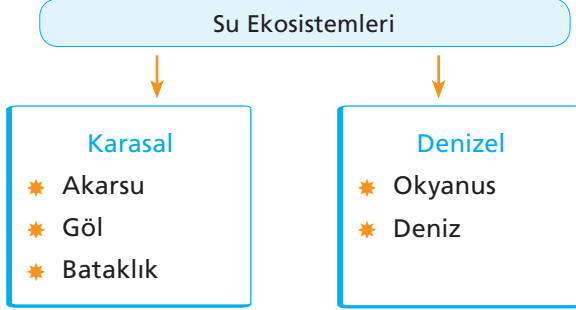 Su Ekosistemleri
Karasal
Akarsu
Göl
Bataklık
Denizel
Okyanus
Deniz